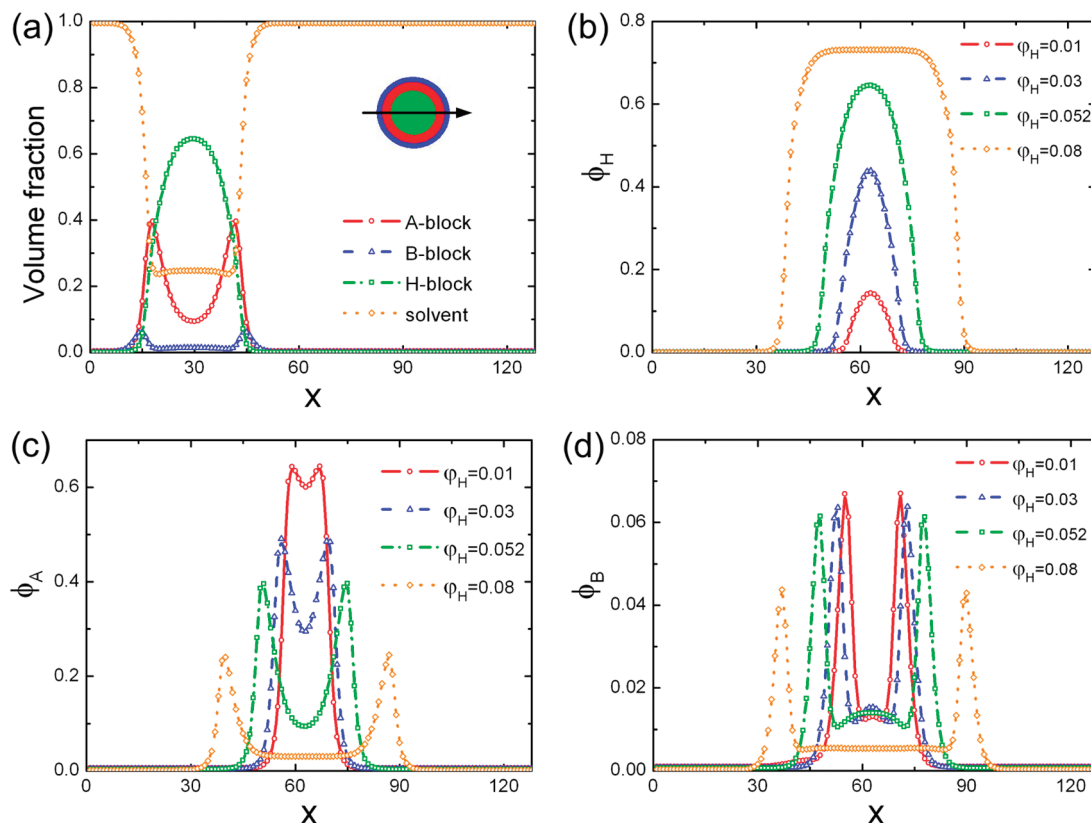 (a)
1.0
0.8
0.6
0.4
0.2
0.0
Volume fraction
0 30 60 90 120
X
A-block
B-block
H-block
solvent
(b)
0.8
0.6
0.4
0.2
0.0
ϕH
0 30 60 90 120
X
φH=0.01
φH=0.03
φH=0.052
φH=0.08
(c)
0.6
0.4
0.2
0.0
ϕA
0 30 60 90 120
X
φH=0.01
φH=0.03
φH=0.052
φH=0.08
(d)
0.08
0.06
0.04
0.02
0.00
ϕB
0 30 60 90 120
X
φH=0.01
φH=0.03
φH=0.052
φH=0.08